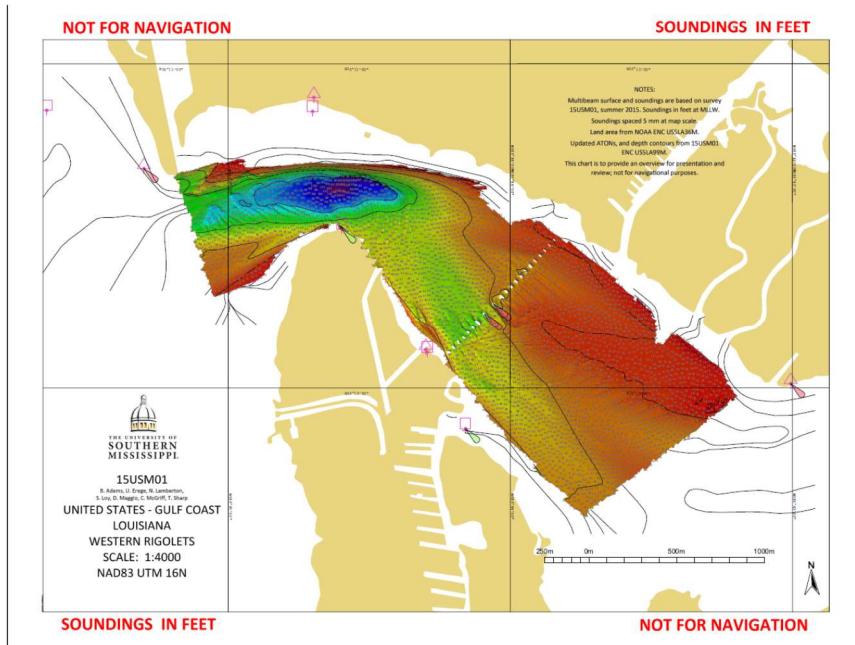 NOT FOR NAVIGATION
SOUNDINGS IN FEET
NOTES:
Multibeam surface and soundings are based on survey
15USM01, summer 2015. Soundings in feet at MLLW.
Soundings spaced 5 mm at map scale.
Land area from NOAA ENC US5LA36M.
Updated ATONs, and depth contours from 15USM01
ENC US5LA99M.
This chart is to provide an overview for presentation and
review; not for navigational purposes.
THE UNIVERSITY OF
SOUTHERN
MISSISSIPPI
15USM01
B. Adams, U. Erege, N. Lamberton,
S. Loy, D. Maggio, C. McGriff, T. Sharp
UNITED STATES - GULF COAST
LOUISIANA
WESTERN RIGOLETS
SCALE: 1:4000
NAD83 UTM 16N
250m 0m 500m 1000m
N
SOUNDINGS IN FEET
NOT FOR NAVIGATION